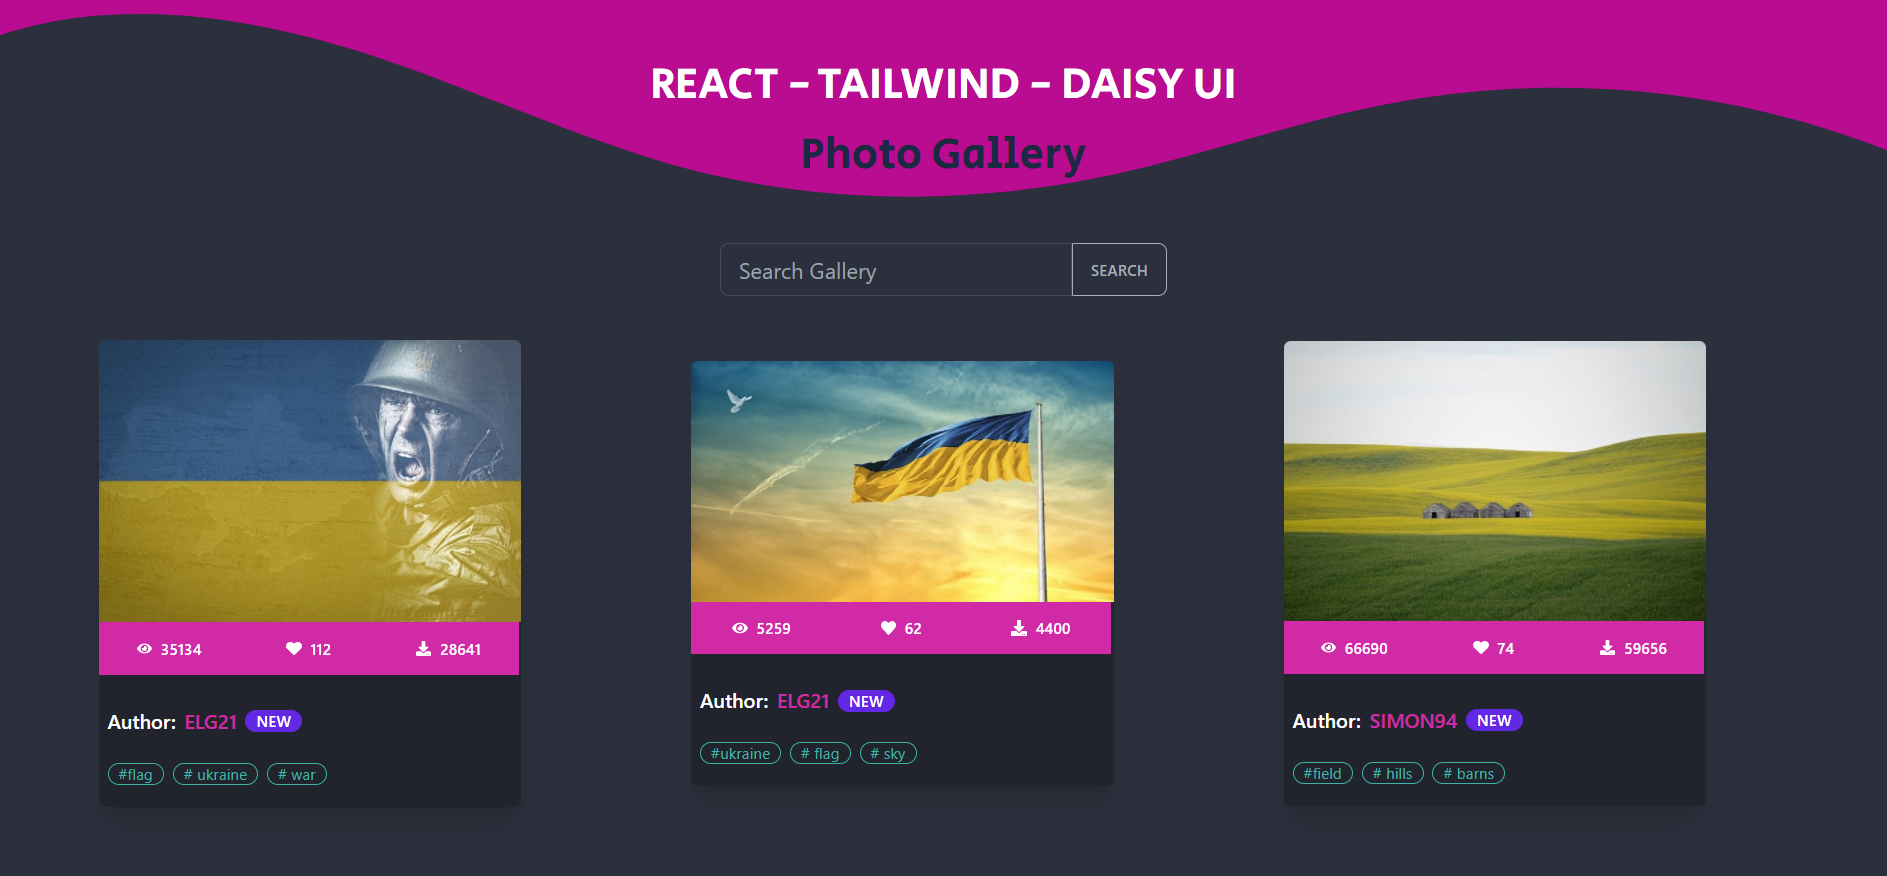 REACT – TAILWIND – DAISY UI
Photo Gallery
Search Gallery
SEARCH
35134
112
28641
Author: ELG21 NEW
#flag
# ukraine
# war
5259
62
4400
Author: ELG21 NEW
#ukraine
# flag
# sky
66690
74
59656
Author: SIMON94 NEW
#field
# hills
# barns